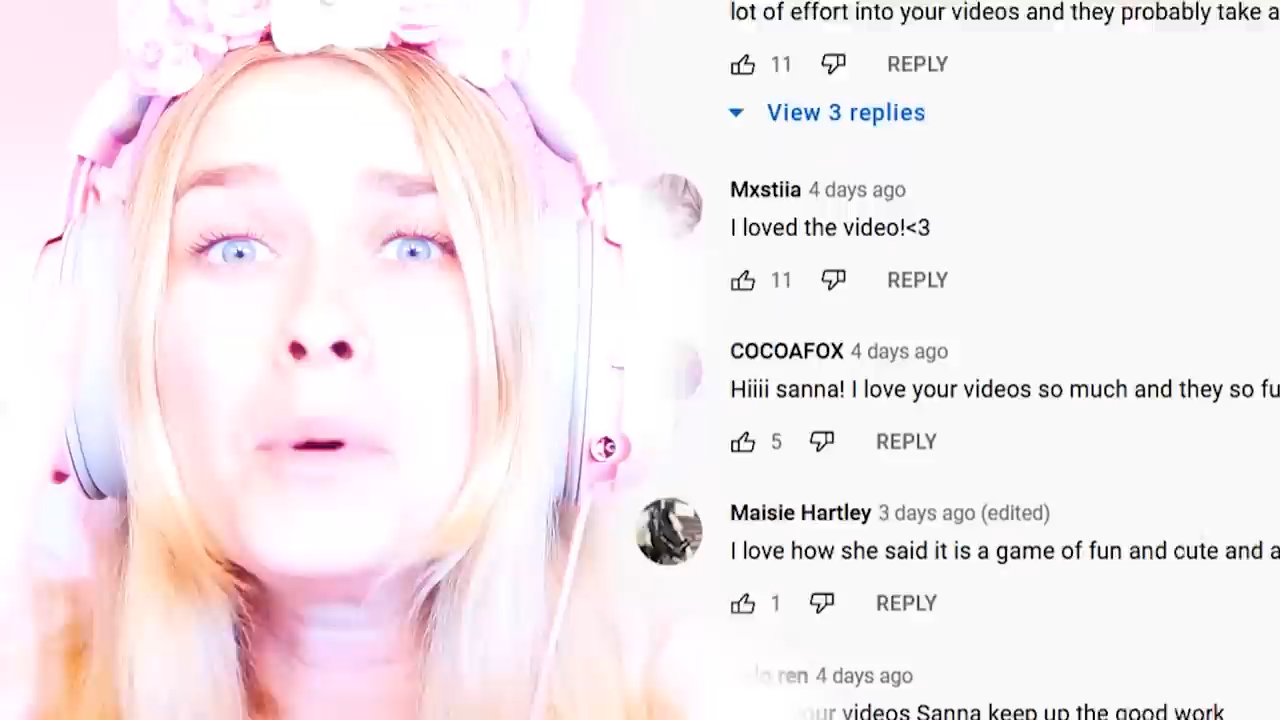 lot of effort into your videos and they probably take a
11 REPLY
View 3 replies
Mxstiia 4 days ago
I loved the video!<3
11 REPLY
COCOAFOX 4 days ago
Hiiii sanna! I love your videos so much and they so fu
5 REPLY
Maisie Hartley 3 days ago (edited)
I love how she said it is a game of fun and cute and a
1 REPLY
ren 4 days ago
your videos Sanna keep up the good work